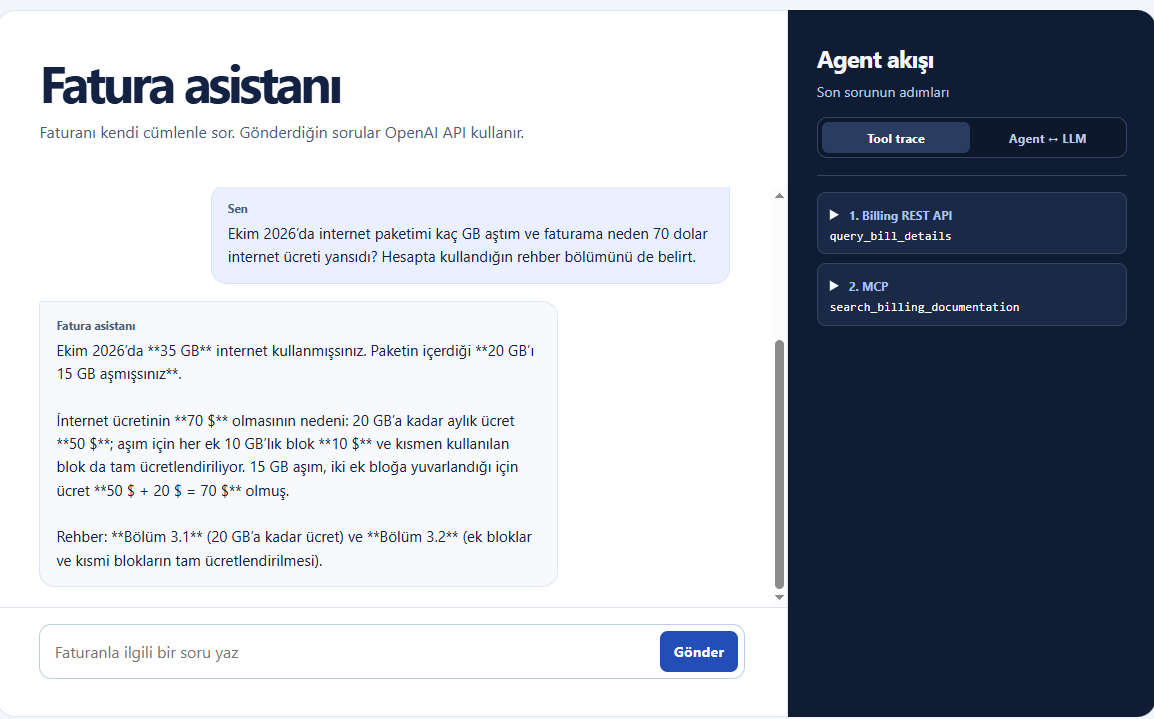 Fatura asistanı
Faturanı kendi cümlenle sor. Gönderdiğin sorular OpenAI API kullanır.
Sen
Ekim 2026'da internet paketimi kaç GB aştım ve faturama neden 70 dolar
internet ücreti yansıdı? Hesapta kullandığın rehber bölümünü de belirt.
Fatura asistanı
Ekim 2026'da **35 GB** internet kullanmışsınız. Paketin içerdiği **20 GB'ı
15 GB aşmışsınız**.
İnternet ücretinin **70 $** olmasının nedeni: 20 GB'a kadar aylık ücret
**50 $**; aşım için her ek 10 GB'lık blok **10 $** ve kısmen kullanılan
blok da tam ücretlendiriliyor. 15 GB aşım, iki ek bloğa yuvarlandığı için
ücret **50 $ + 20 $ = 70 $** olmuş.
Rehber: **Bölüm 3.1** (20 GB'a kadar ücret) ve **Bölüm 3.2** (ek bloklar
ve kısmi blokların tam ücretlendirilmesi).
Faturanla ilgili bir soru yaz
Gönder
Agent akışı
Son sorunun adımları
Tool trace
Agent ↔ LLM
1. Billing REST API
query_bill_details
2. MCP
search_billing_documentation